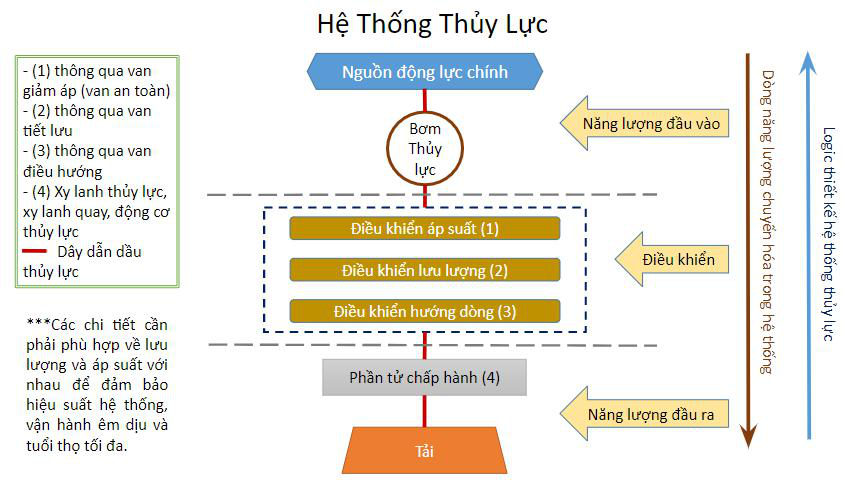 Hệ Thống Thủy Lực
- (1) thông qua van
giảm áp (van an toàn)
- (2) thông qua van
tiết lưu
- (3) thông qua van
điều hướng
- (4) Xy lanh thủy lực,
xy lanh quay, động cơ
thủy lực
Dây dẫn dầu
thủy lực
***Các chi tiết cần
phải phù hợp về lưu
lượng và áp suất với
nhau để đảm bảo
hiệu suất hệ thống,
vận hành êm dịu và
tuổi thọ tối đa.
Nguồn động lực chính
Bơm
Thủy
lực
Điều khiển áp suất (1)
Điều khiển lưu lượng (2)
Điều khiển hướng dòng (3)
Phần tử chấp hành (4)
Tải
Năng lượng đầu vào
Điều khiển
Năng lượng đầu ra
Dòng năng lượng chuyển hóa trong hệ thống
Logic thiết kế hệ thống thủy lực